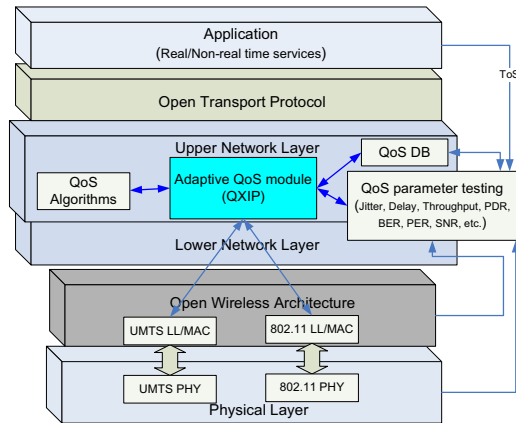 Application
(Real/Non-real time services)
ToS
Open Transport Protocol
Upper Network Layer
QoS DB
Adaptive QoS module
(QXIP)
QoS
Algorithms
QoS parameter testing
(Jitter, Delay, Throughput, PDR,
BER, PER, SNR, etc.)
Lower Network Layer
Open Wireless Architecture
UMTS LL/MAC
802.11 LL/MAC
UMTS PHY
802.11 PHY
Physical Layer